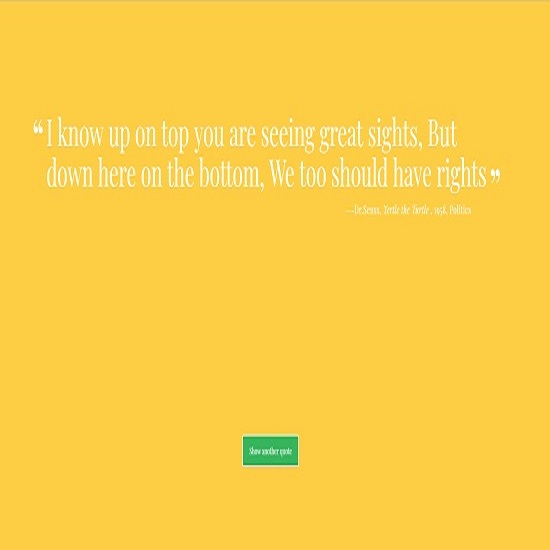 “I know up on top you are seeing great sights, But
down here on the bottom, We too should have rights”
—Dr.Seuss, Yertle the Turtle , 1958, Politics
Show another quote